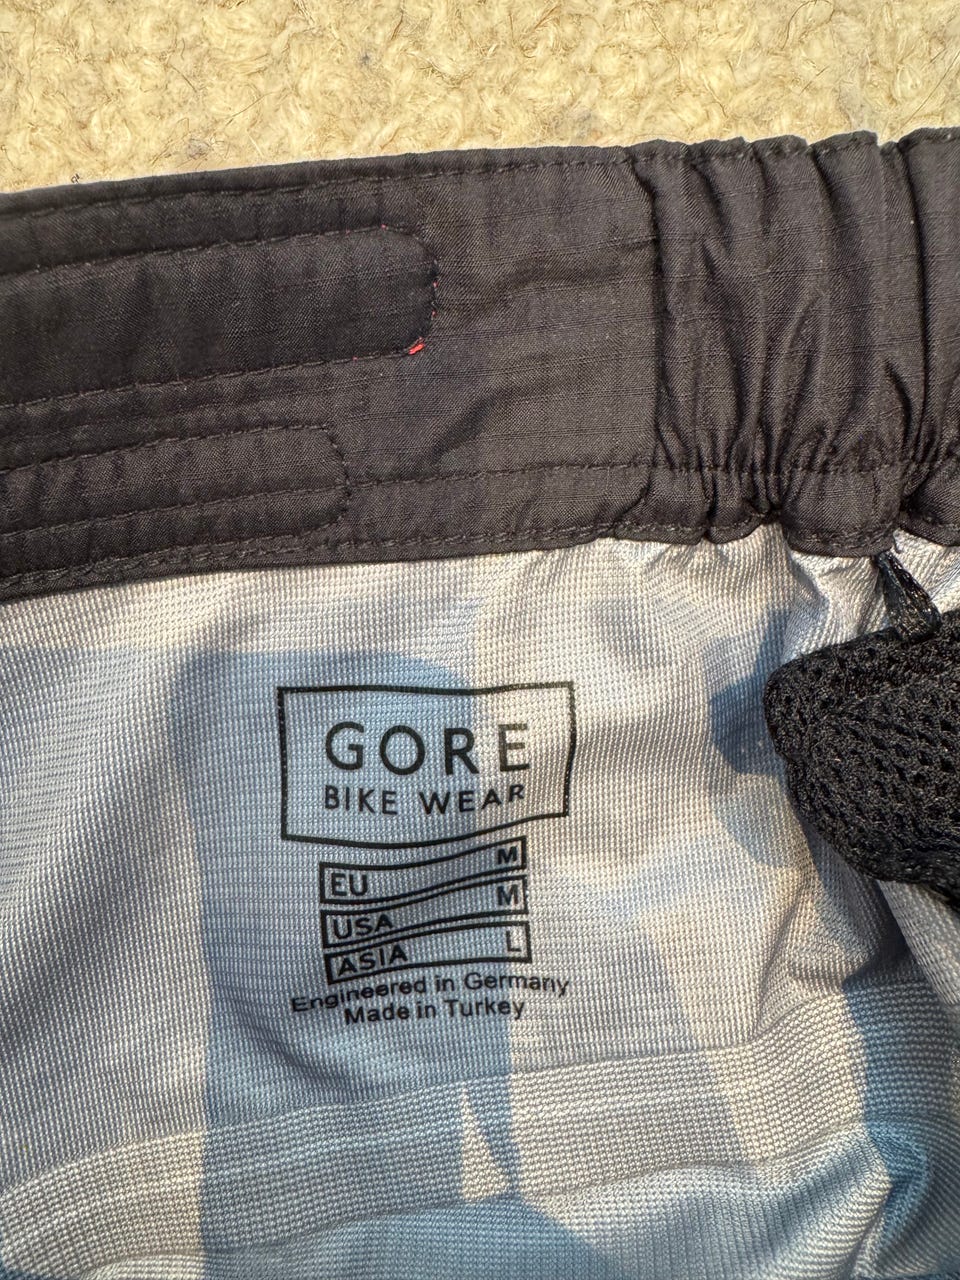 GORE
BIKE WEAR
EU M
USA M
ASIA L
Engineered in Germany
Made in Turkey